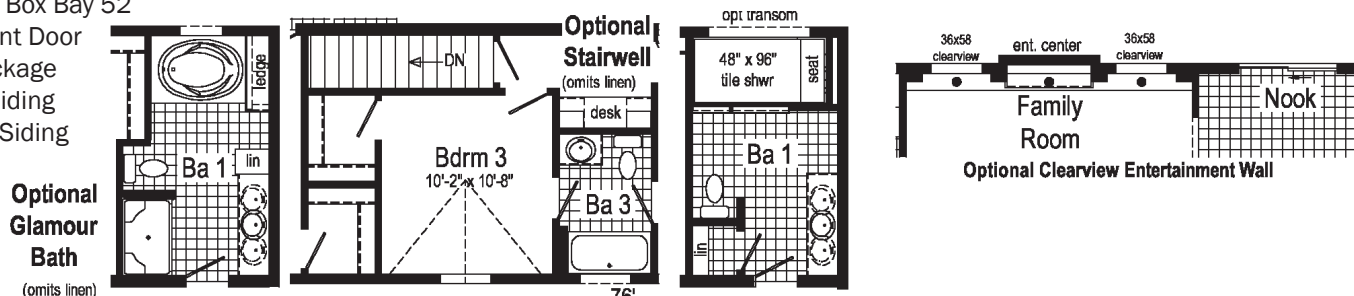 Box Bay 52
nt Door
ckage
iding
Siding
Optional
Glamour
Bath
(omits linen)
ledge
Ba 1
lin
Optional
Stairwell
(omits linen)
DN
desk
Bdrm 3
10'-2" x 10'-8"
Ba 3
76'
opt transom
48" x 96"
tile shwr
seat
Ba 1
lin
36x58
clearview
ent. center
36x58
clearview
Family
Room
Nook
Optional Clearview Entertainment Wall